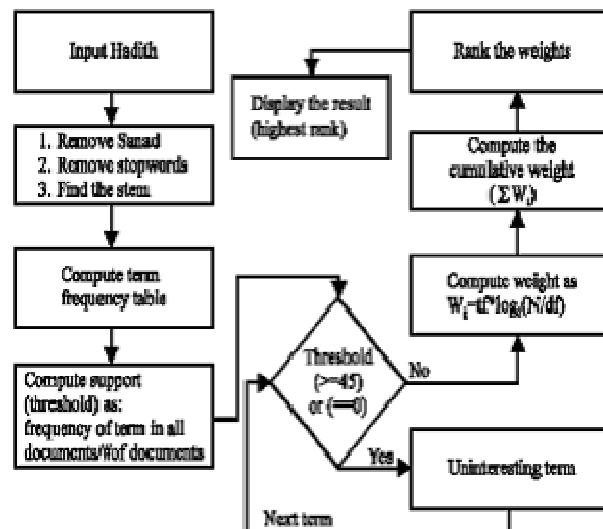 Input Hadith
1. Remove Sanad
2. Remove stopwords
3. Find the stem
Compute term
frequency table
Compute support
(threshold) as:
frequency of term in all
documents/#of documents
Threshold
(>=45)
or (==0)
No
Yes
Next term
Uninteresting term
Compute weight as
Wᵢ=tf*log₂(N/df)
Compute the
cumulative weight
(ΣWᵢ)
Rank the weights
Display the result
(highest rank)